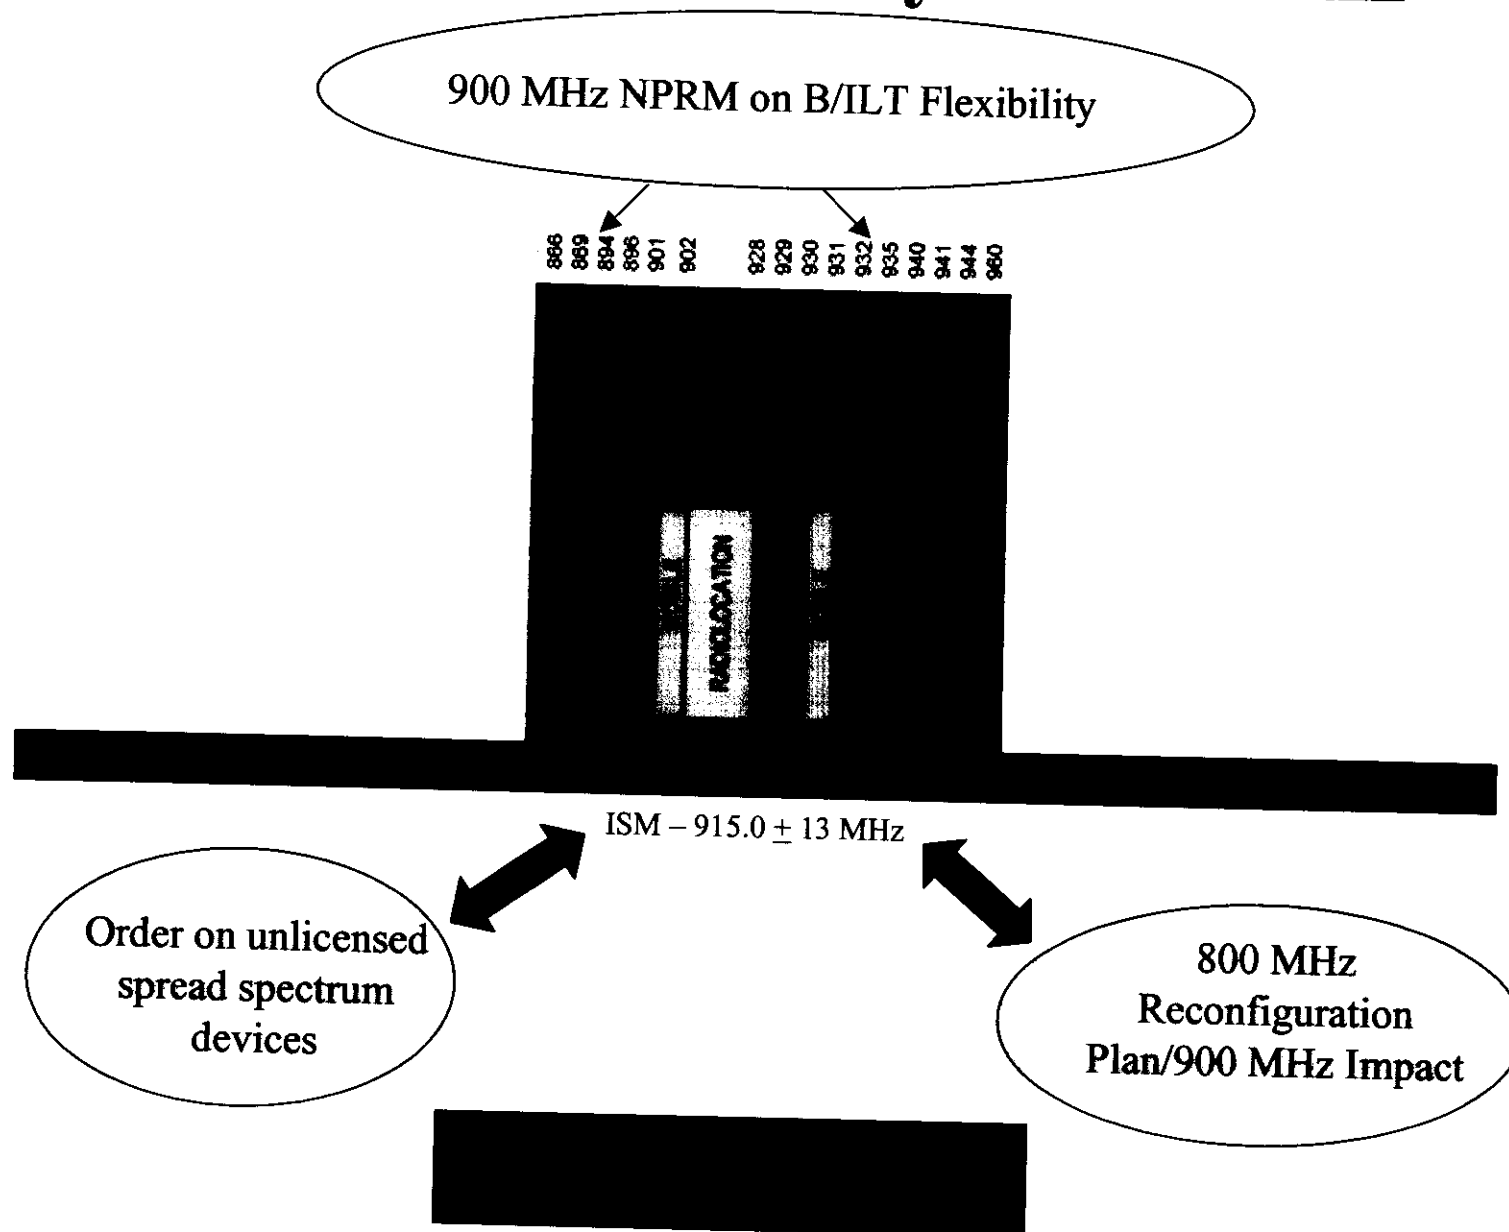 900 MHz NPRM on B/ILT Flexibility
866
869
894
896
901
902
928
929
930
931
932
935
940
941
944
960
RADIOLOCATION
ISM – 915.0 ± 13 MHz
Order on unlicensed
spread spectrum
devices
800 MHz
Reconfiguration
Plan/900 MHz Impact